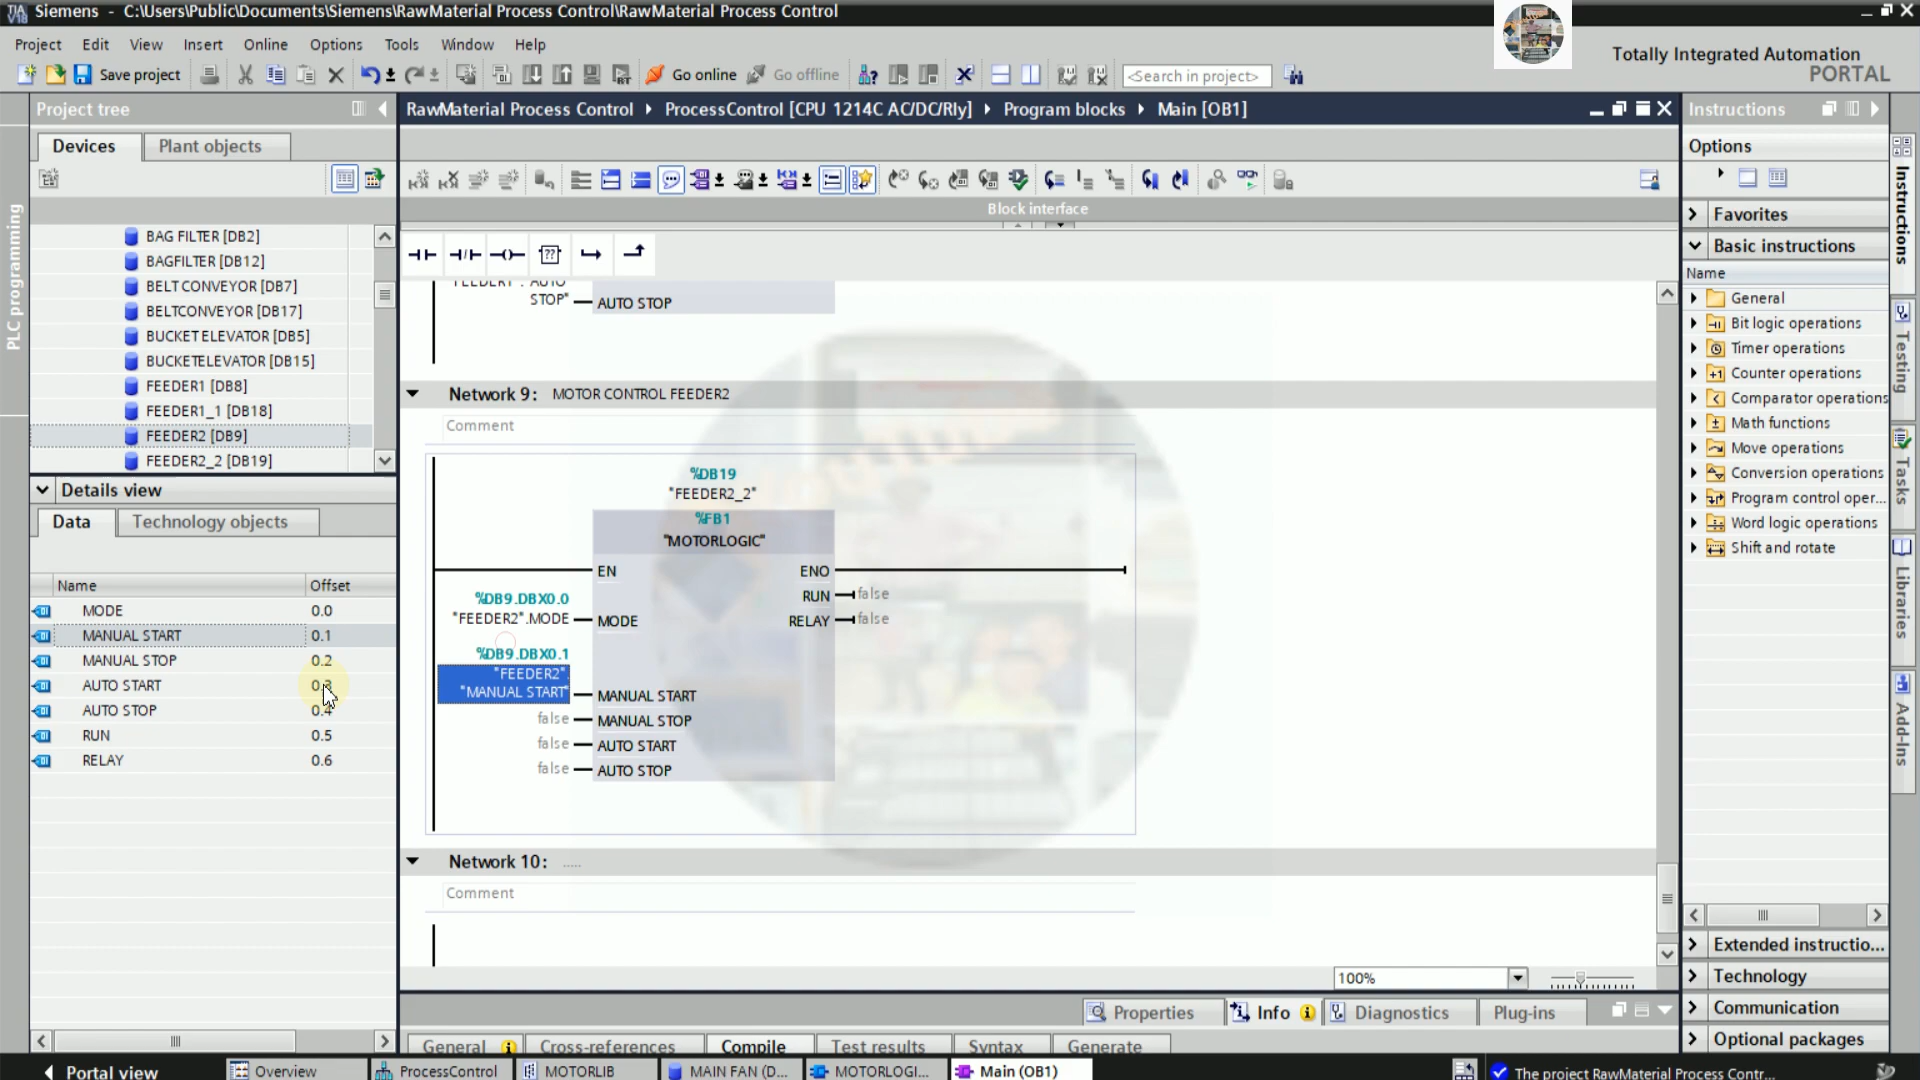 Siemens - C:\Users\Public\Documents\Siemens\RawMaterial Process Control\RawMaterial Process Control
Project Edit View Insert Online Options Tools Window Help
Totally Integrated Automation
PORTAL
Save project
Go online
Go offline
<Search in project>
Project tree
RawMaterial Process Control
ProcessControl [CPU 1214C AC/DC/Rly]
Program blocks
Main [OB1]
Instructions
Devices
Plant objects
Options
PLC programming
BAG FILTER [DB2]
BAGFILTER [DB12]
BELT CONVEYOR [DB7]
BELTCONVEYOR [DB17]
BUCKET ELEVATOR [DB5]
BUCKETELEVATOR [DB15]
FEEDER1 [DB8]
FEEDER1_1 [DB18]
FEEDER2 [DB9]
FEEDER2_2 [DB19]
Details view
Data
Technology objects
Name Offset
MODE 0.0
MANUAL START 0.1
MANUAL STOP 0.2
AUTO START 0.3
AUTO STOP 0.4
RUN 0.5
RELAY 0.6
Block interface
??
STOP"
AUTO STOP
Network 9: MOTOR CONTROL FEEDER2
Comment
%DB19
"FEEDER2_2"
%FB1
"MOTORLOGIC"
EN ENO
RUN false
RELAY false
%DB9.DBX0.0
"FEEDER2".MODE MODE
%DB9.DBX0.1
"FEEDER2".
"MANUAL START" MANUAL START
false MANUAL STOP
false AUTO START
false AUTO STOP
Network 10: .....
Comment
100%
Properties
Info
Diagnostics
Plug-ins
General
Cross-references
Compile
Test results
Syntax
Generate
Favorites
Basic instructions
Name
General
Bit logic operations
Timer operations
Counter operations
Comparator operations
Math functions
Move operations
Conversion operations
Program control oper...
Word logic operations
Shift and rotate
Extended instructio...
Technology
Communication
Optional packages
Instructions
Testing
Tasks
Libraries
Add-Ins
Portal view
Overview
ProcessControl
MOTORLIB
MAIN FAN (D...
MOTORLOGI...
Main (OB1)
The project RawMaterial Process Contr...